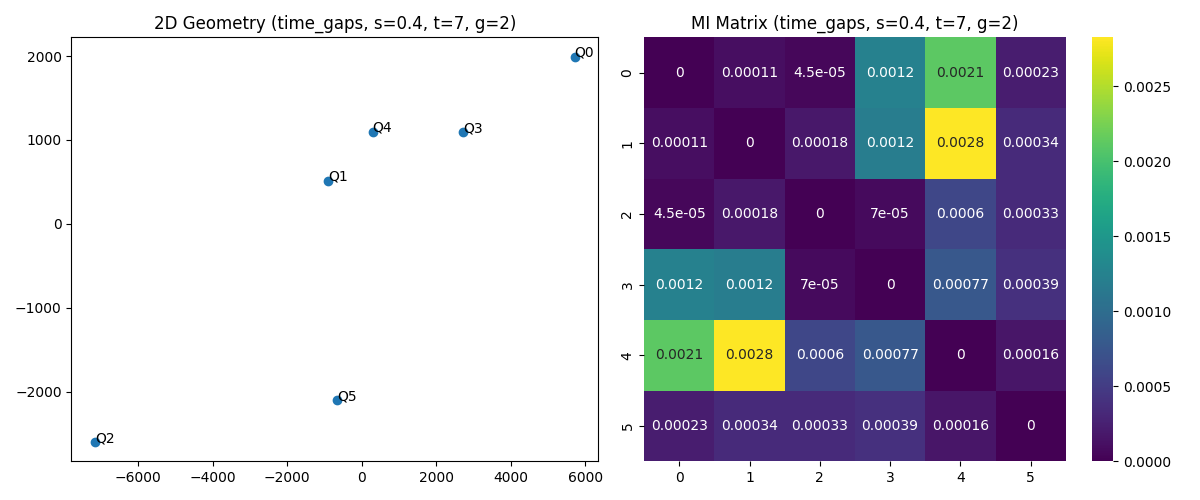 2D Geometry (time_gaps, s=0.4, t=7, g=2)
2000
1000
0
−1000
−2000
−6000 −4000 −2000 0 2000 4000 6000
Q0
Q4 Q3
Q1
Q5
Q2
MI Matrix (time_gaps, s=0.4, t=7, g=2)
0 0 0.00011 4.5e-05 0.0012 0.0021 0.00023
1 0.00011 0 0.00018 0.0012 0.0028 0.00034
2 4.5e-05 0.00018 0 7e-05 0.0006 0.00033
3 0.0012 0.0012 7e-05 0 0.00077 0.00039
4 0.0021 0.0028 0.0006 0.00077 0 0.00016
5 0.00023 0.00034 0.00033 0.00039 0.00016 0
0 1 2 3 4 5
0.0025
0.0020
0.0015
0.0010
0.0005
0.0000